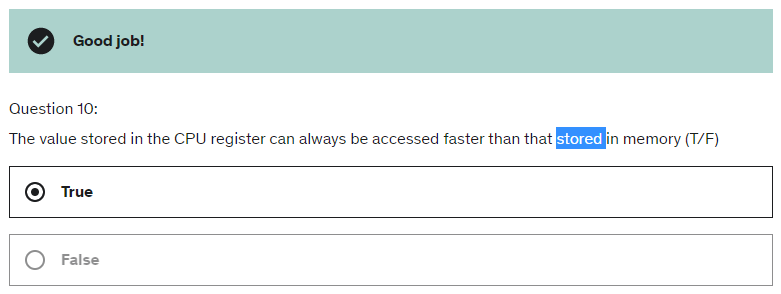 Good job!
Question 10:
The value stored in the CPU register can always be accessed faster than that stored in memory (T/F)
True
False